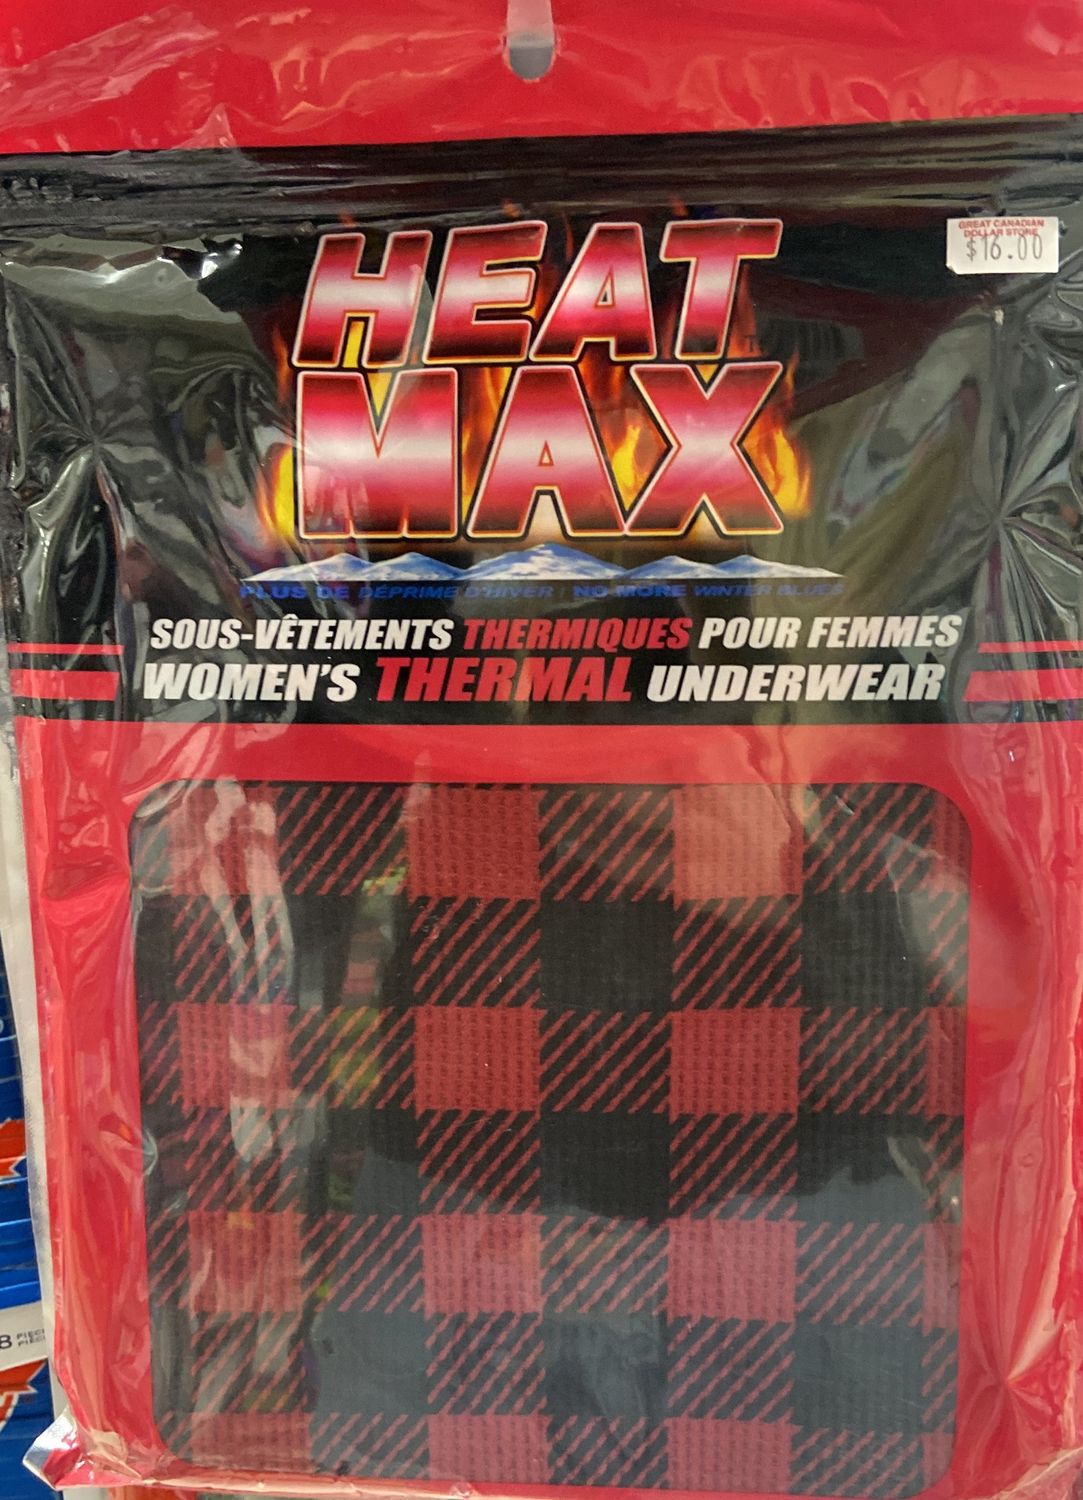 GREAT CANADIAN
DOLLAR STORE
$16.00
HEAT
MAX
PLUS DE DÉPRIME D'HIVER | NO MORE WINTER BLUES
SOUS-VÊTEMENTS THERMIQUES POUR FEMMES
WOMEN'S THERMAL UNDERWEAR
8